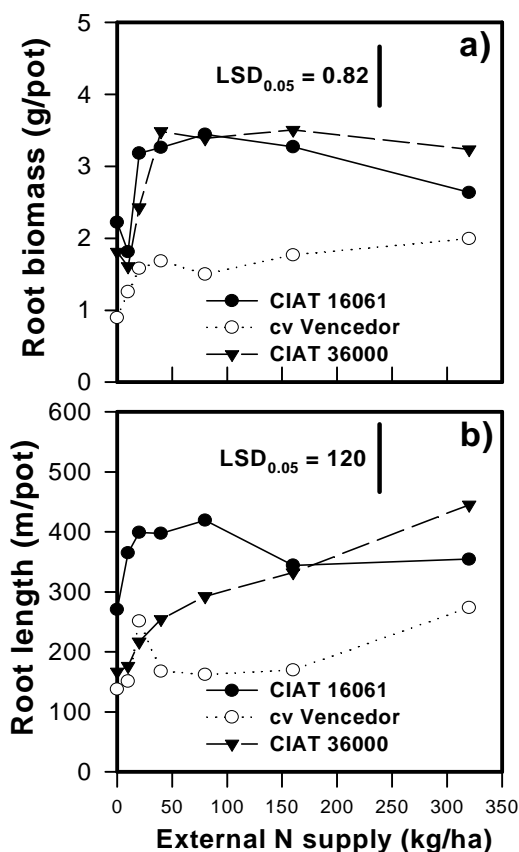 a)
Root biomass (g/pot)
5
4
3
2
1
0
LSD0.05 = 0.82
CIAT 16061
cv Vencedor
CIAT 36000
b)
Root length (m/pot)
600
500
400
300
200
100
0
LSD0.05 = 120
CIAT 16061
cv Vencedor
CIAT 36000
0 50 100 150 200 250 300 350
External N supply (kg/ha)